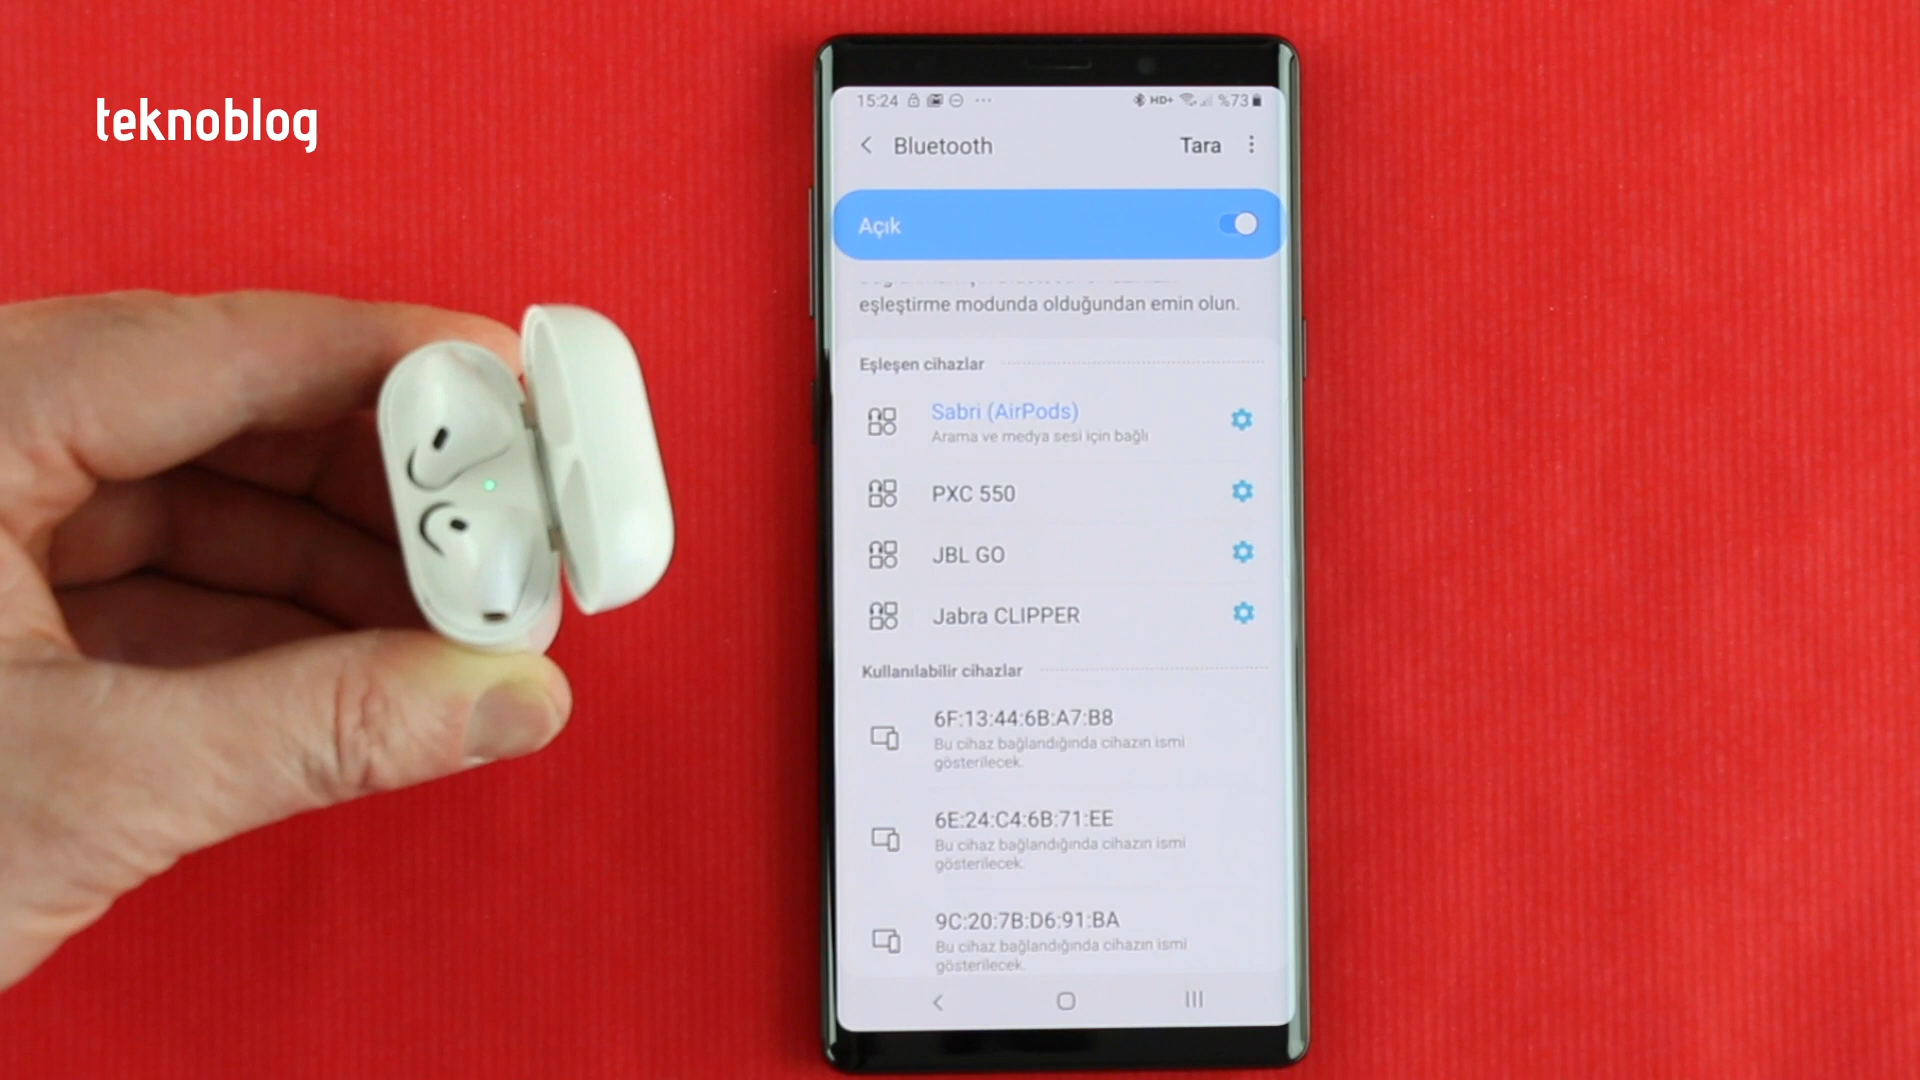 teknoblog
15:24 HD+ %73
Bluetooth Tara
Açık
eşleştirme modunda olduğundan emin olun.
Eşleşen cihazlar
Sabri (AirPods)
Arama ve medya sesi için bağlı
PXC 550
JBL GO
Jabra CLIPPER
Kullanılabilir cihazlar
6F:13:44:6B:A7:B8
Bu cihaz bağlandığında cihazın ismi
gösterilecek.
6E:24:C4:6B:71:EE
Bu cihaz bağlandığında cihazın ismi
gösterilecek.
9C:20:7B:D6:91:BA
Bu cihaz bağlandığında cihazın ismi
gösterilecek.